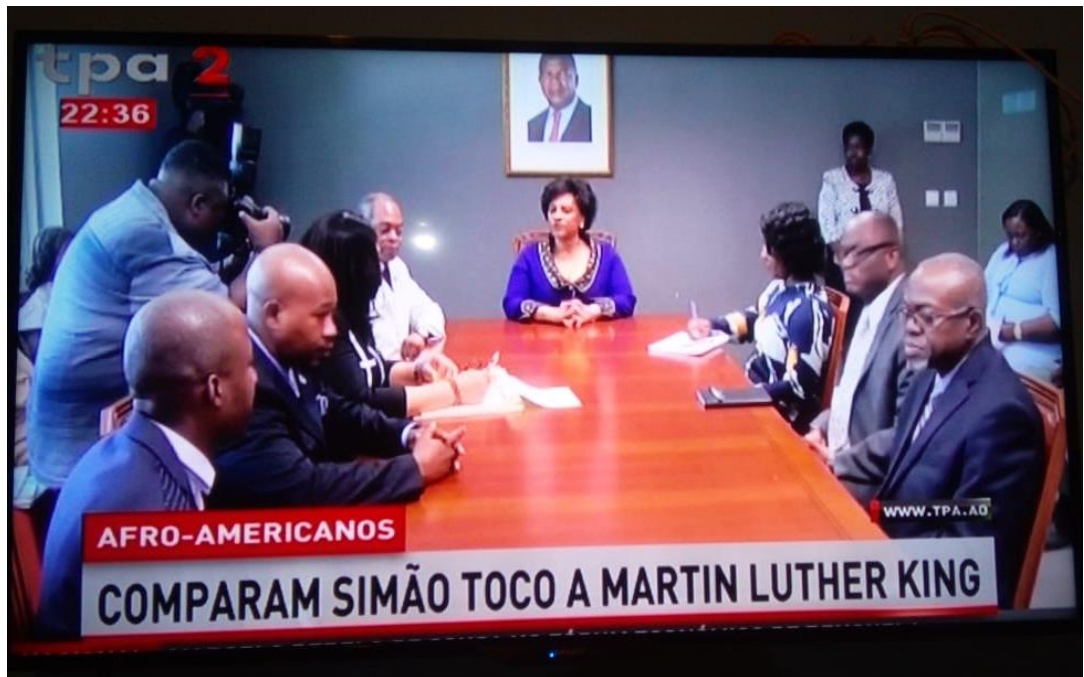 tpa 2
22:36
WWW.TPA.AO
AFRO-AMERICANOS
COMPARAM SIMÃO TOCO A MARTIN LUTHER KING